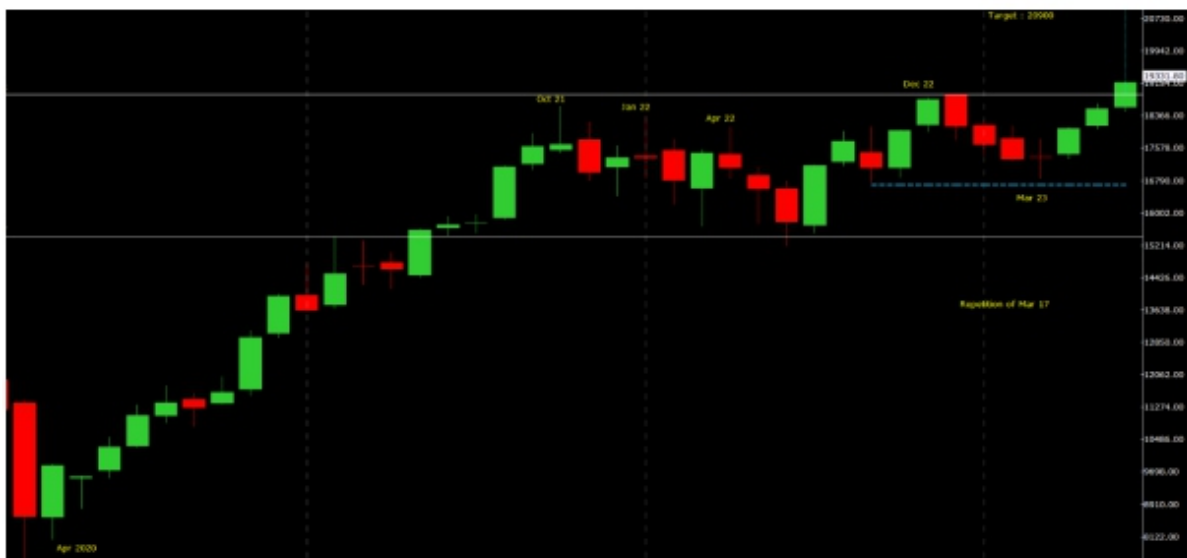 Target : 20900
20730.00
19942.00
19331.00
Dec 22
Oct 21
Jan 22
18366.00
Apr 22
17578.00
16790.00
Mar 23
16002.00
15214.00
14426.00
Repetition of Mar 17
13638.00
12850.00
12062.00
11274.00
10486.00
9698.00
8910.00
8122.00
Apr 2020